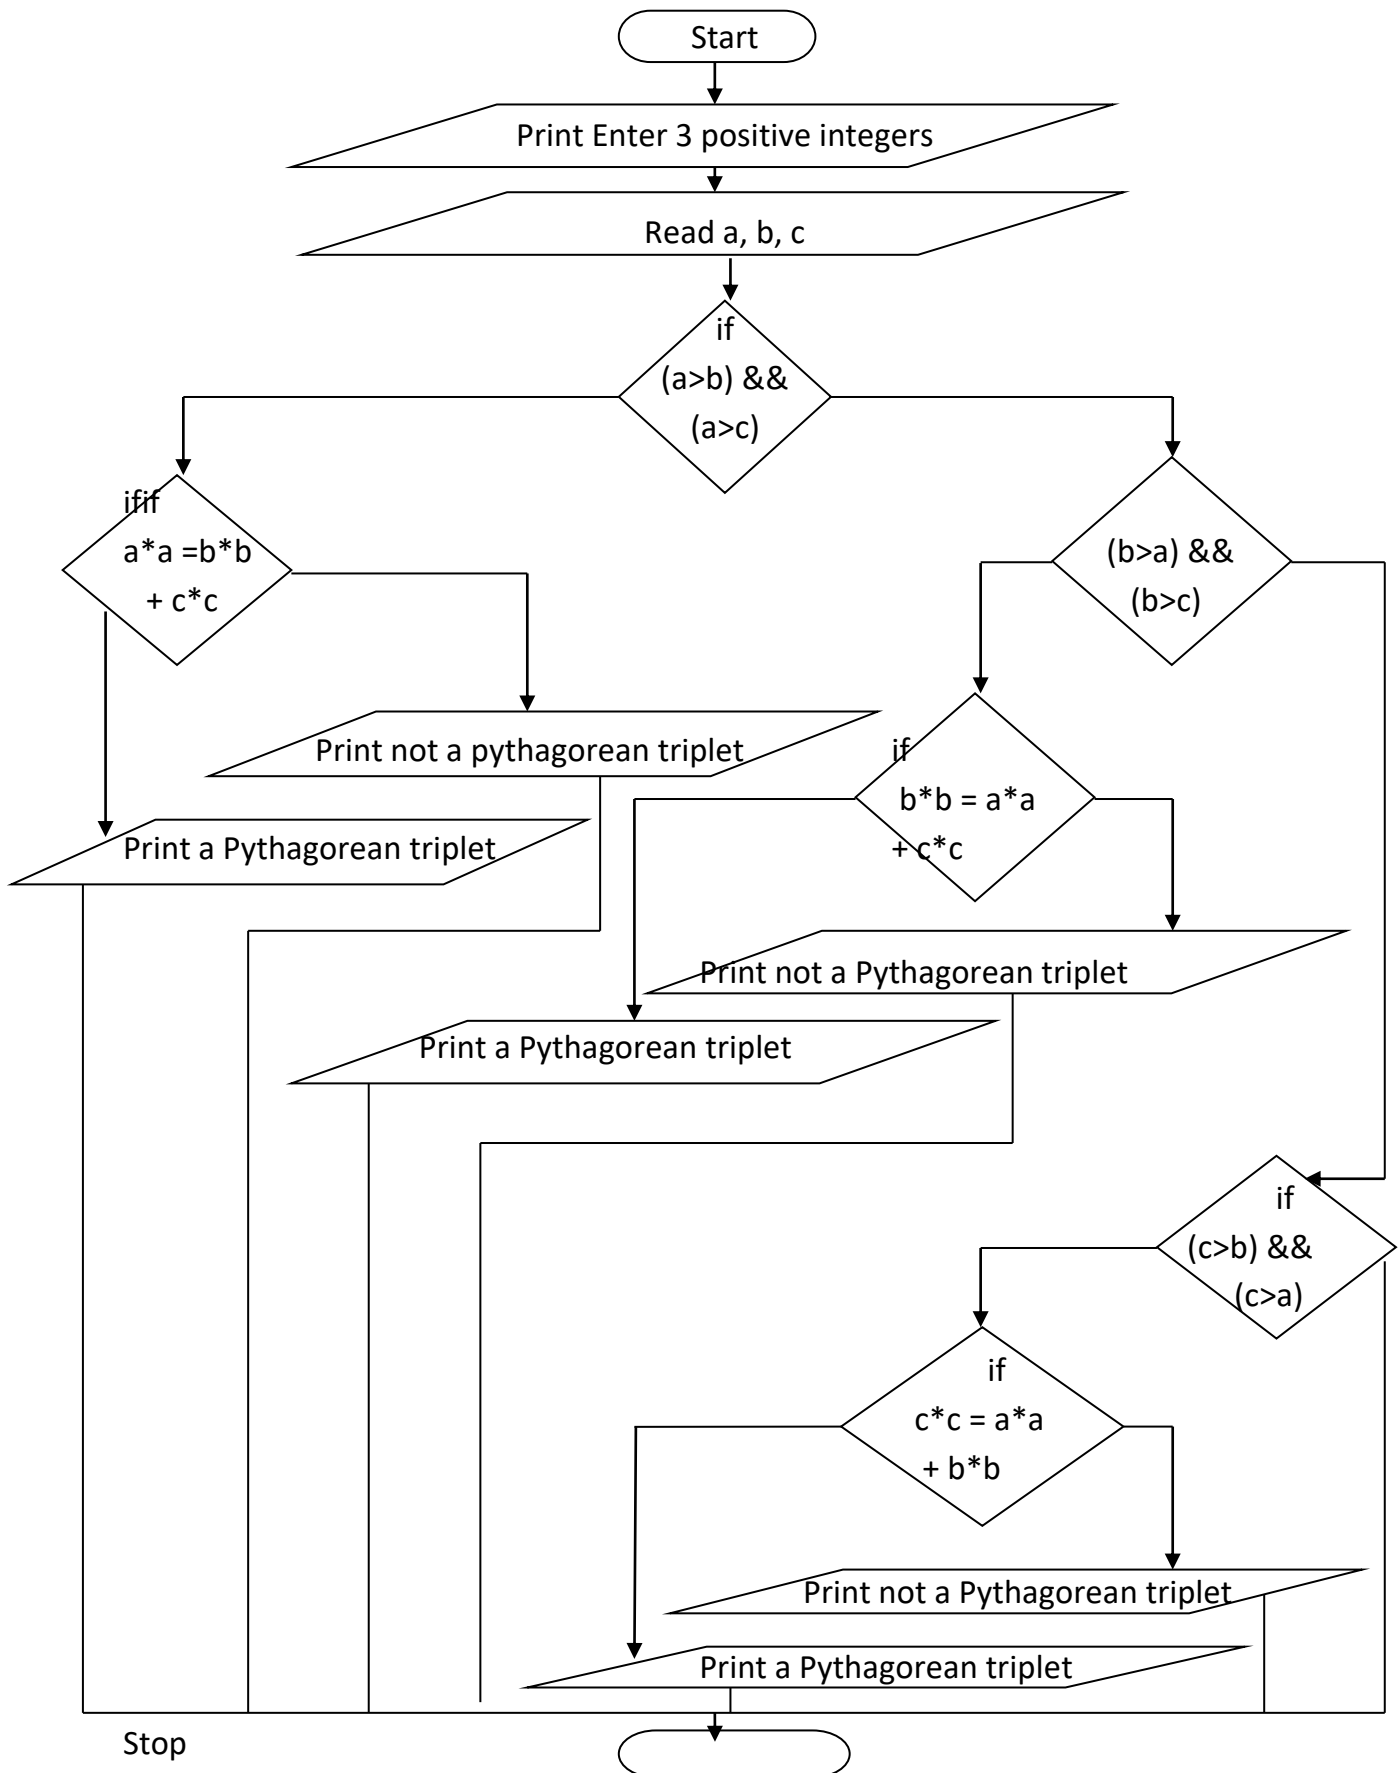 Start
Print Enter 3 positive integers
Read a, b, c
if
(a>b) &&
(a>c)
ifif
a*a =b*b
+ c*c
(b>a) &&
(b>c)
Print not a pythagorean triplet
if
b*b = a*a
+ c*c
Print a Pythagorean triplet
Print not a Pythagorean triplet
Print a Pythagorean triplet
if
(c>b) &&
(c>a)
if
c*c = a*a
+ b*b
Print not a Pythagorean triplet
Print a Pythagorean triplet
Stop